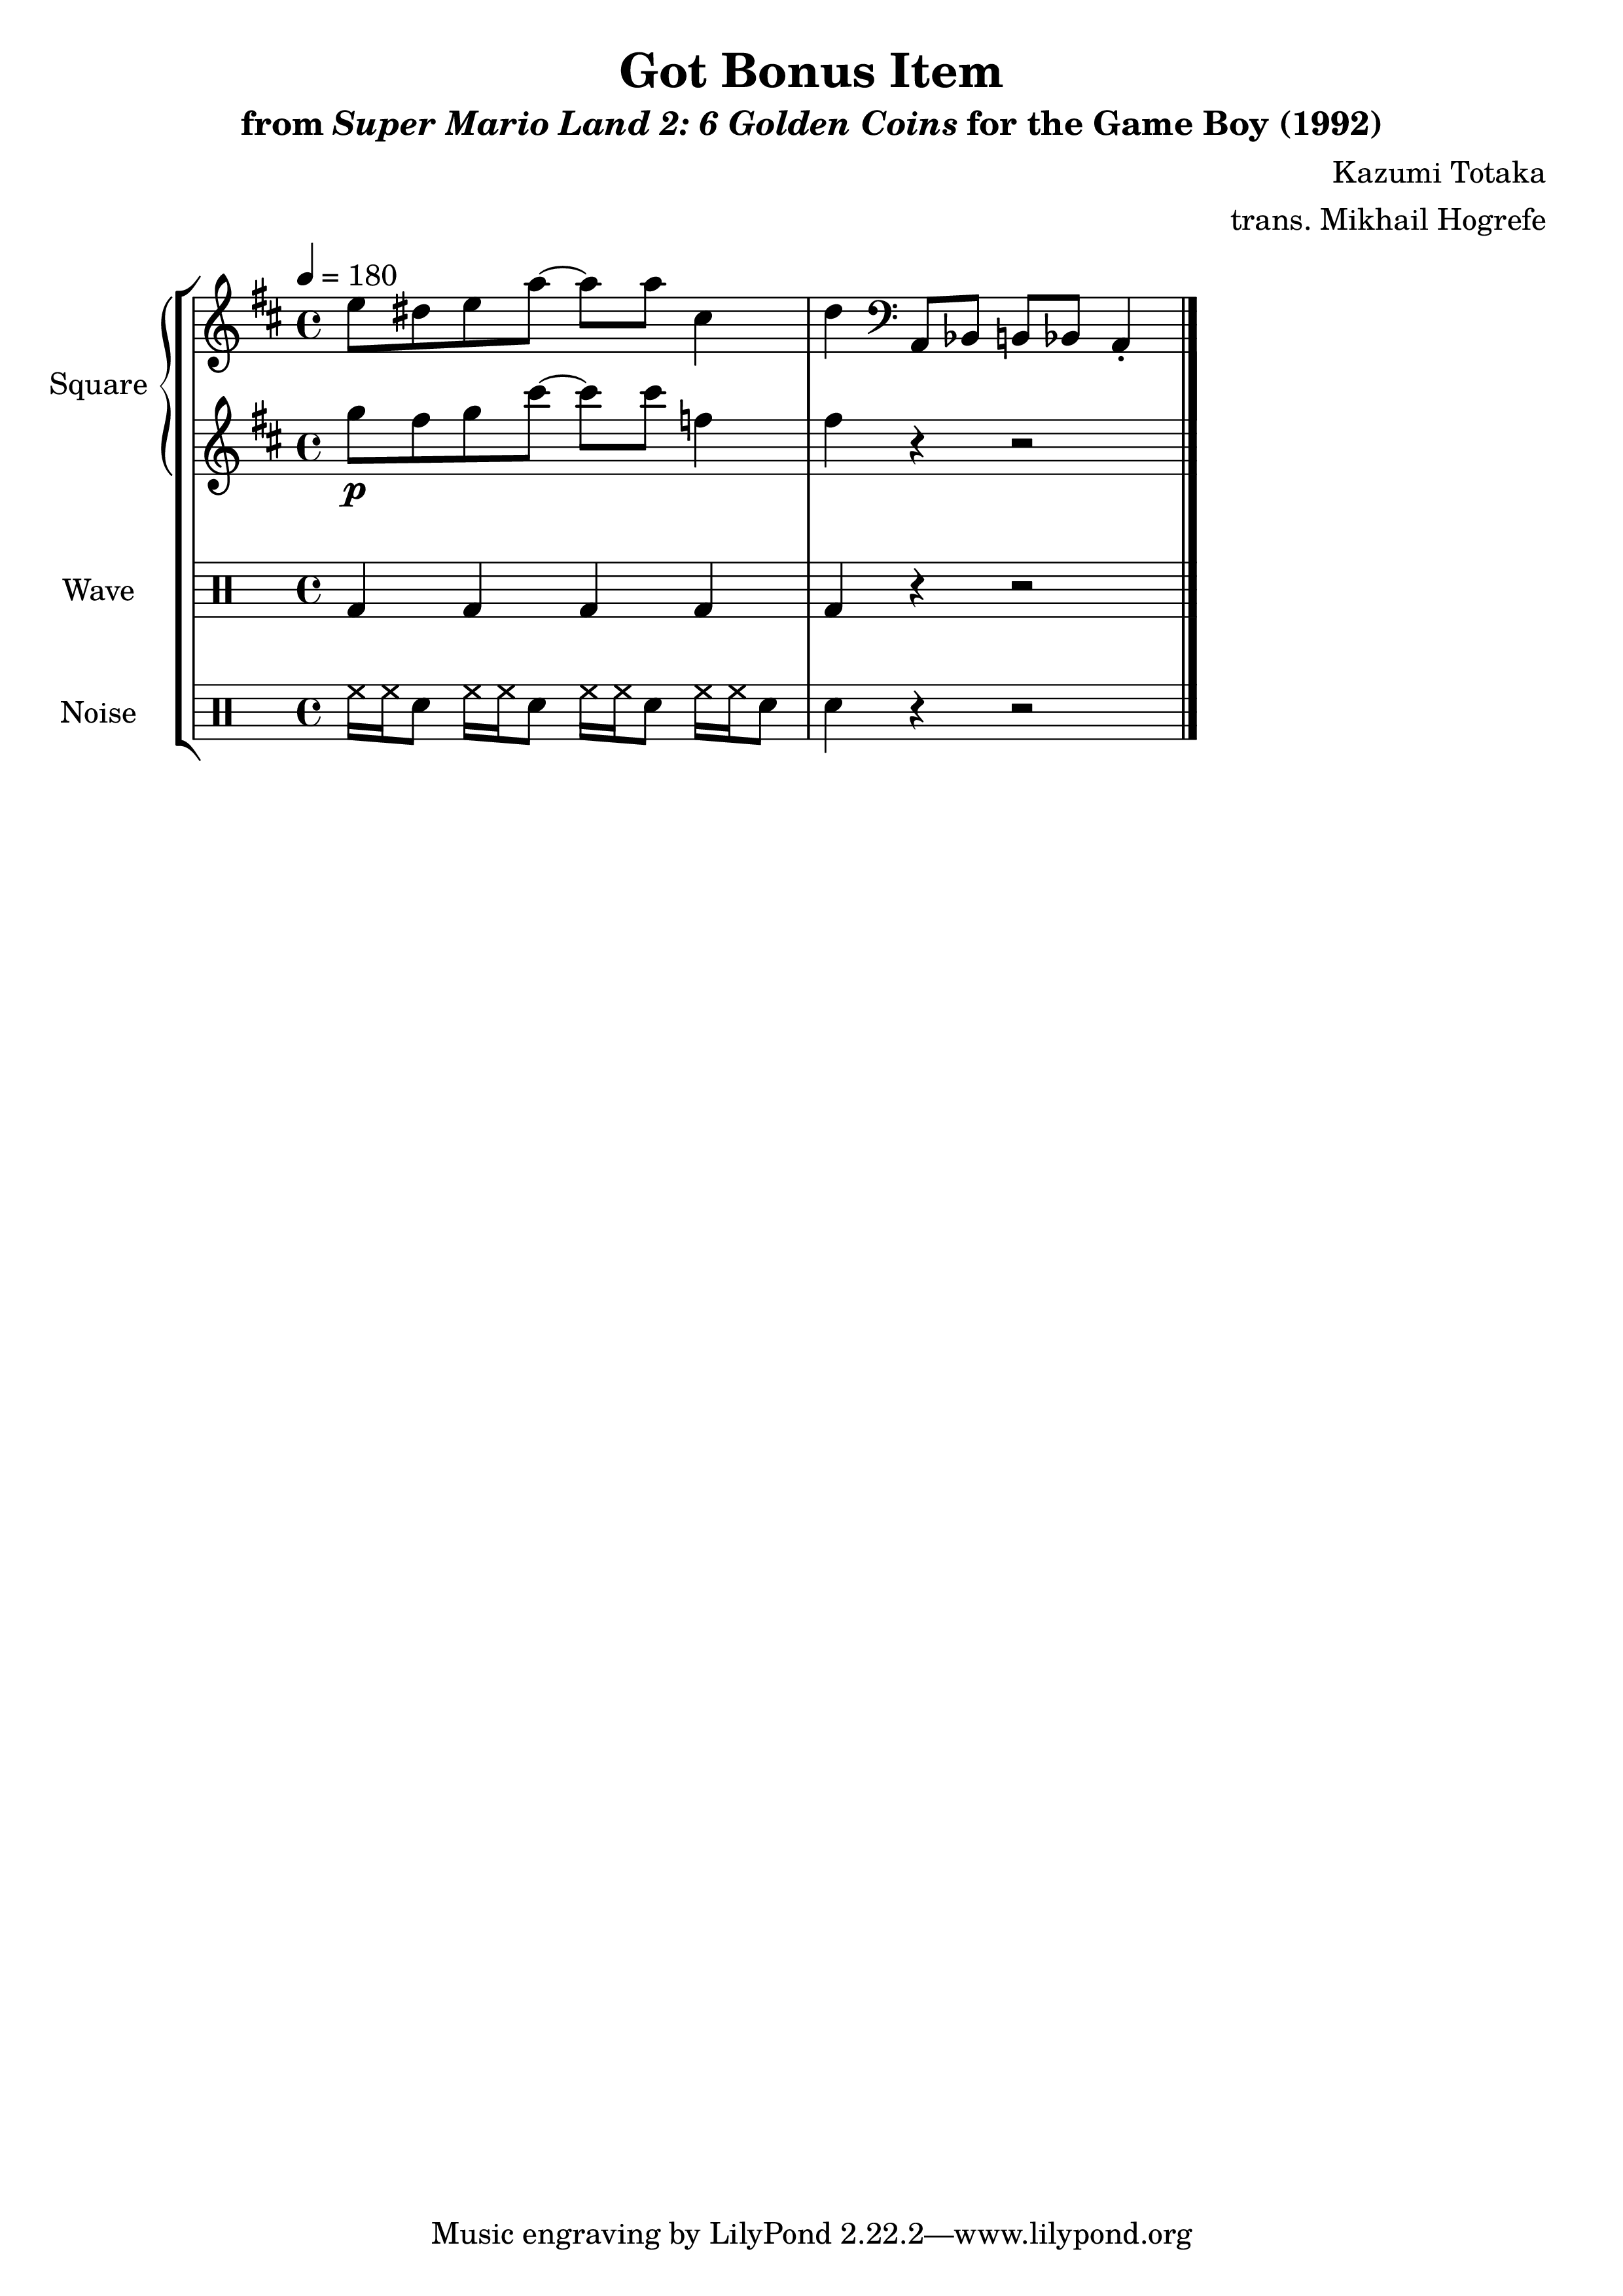 Got Bonus Item
from Super Mario Land 2: 6 Golden Coins for the Game Boy (1992)
Kazumi Totaka
trans. Mikhail Hogrefe
= 180
Square
p
Wave
Noise
Music engraving by LilyPond 2.22.2—www.lilypond.org